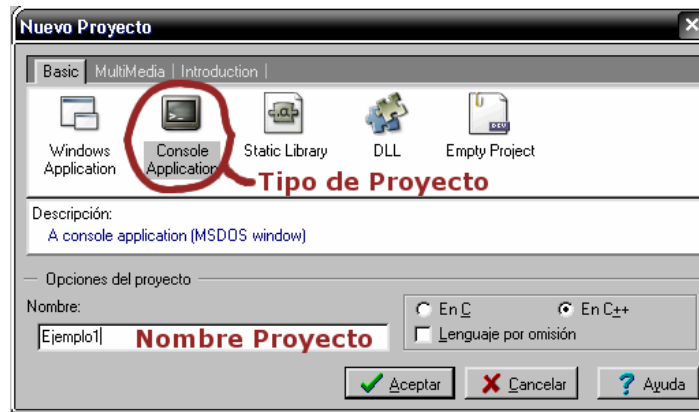 Nuevo Proyecto
Basic MultiMedia Introduction
Windows Application
Console Application
Static Library
DLL
Empty Project
Tipo de Proyecto
Descripción:
A console application (MSDOS window)
Opciones del proyecto
Nombre:
En C En C++
Ejemplo1 Nombre Proyecto
Lenguaje por omisión
Aceptar Cancelar Ayuda